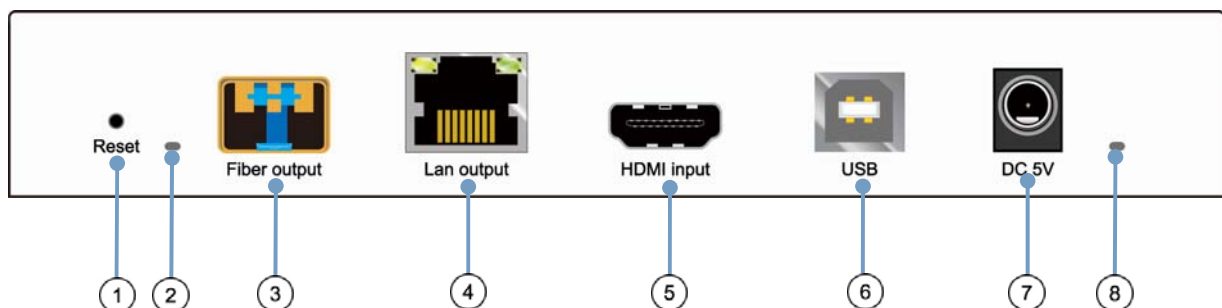 Reset
Fiber output
Lan output
HDMI input
USB
DC 5V
1 2 3 4 5 6 7 8